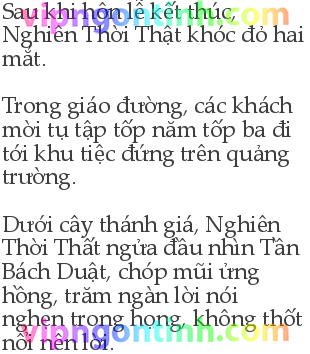 Sau khi hôn lễ kết thúc,
Nghiên Thời Thất khóc đỏ hai
mắt.
Trong giáo đường, các khách
mời tụ tập tốp năm tốp ba đi
tới khu tiệc đứng trên quảng
trường.
Dưới cây thánh giá, Nghiên
Thời Thất ngửa đầu nhìn Tần
Bách Duật, chóp mũi ửng
hồng, trăm ngàn lời nói
nghẹn trong họng, không thốt
nổi nên lời.
vipngontinh.com
vipngontinh.com